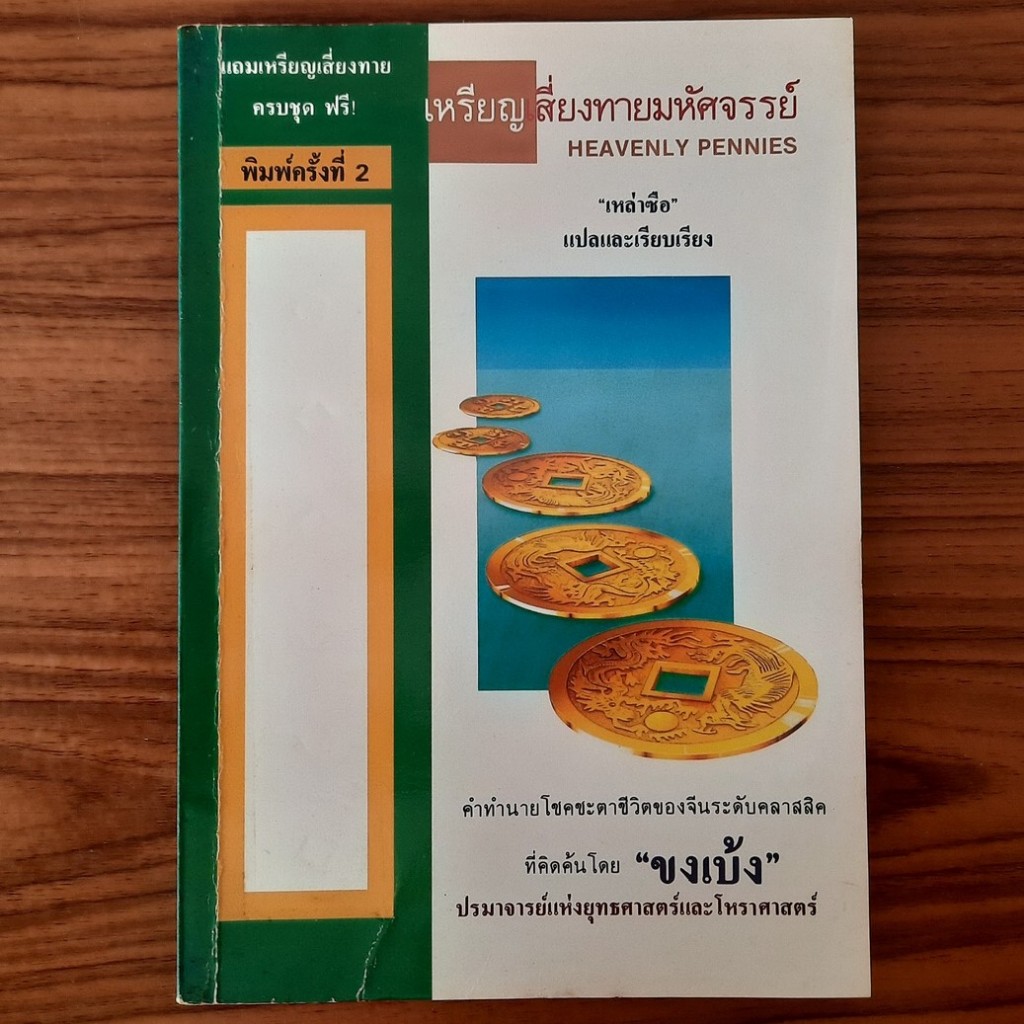 แถมเหรียญเสี่ยงทาย
ครบชุด ฟรี!
พิมพ์ครั้งที่ 2
เหรียญเสี่ยงทายมหัศจรรย์
HEAVENLY PENNIES
“เหล่าซือ”
แปลและเรียบเรียง
คำทำนายโชคชะตาชีวิตของจีนระดับคลาสสิค
ที่คิดค้นโดย “ขงเบ้ง”
ปรมาจารย์แห่งยุทธศาสตร์และโหราศาสตร์